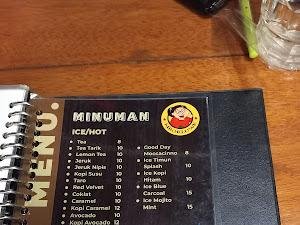 MENU.
MINUMAN
ICE/HOT
Tea 8
Tea Tarik 10
Lemon Tea 10
Jeruk 10
Jeruk Nipis 10
Kopi Susu 10
Taro 10
Red Velvet 10
Coklat 10
Caramel 10
Kopi Caramel 12
Avocado 10
Kopi Avocado 12
Good Day
Moccacinno 8
Ice Timun
Splash 10
Ice Kopi
Hitam 10
Ice Blue
Carcoal 15
Ice Mojito
Mint 15